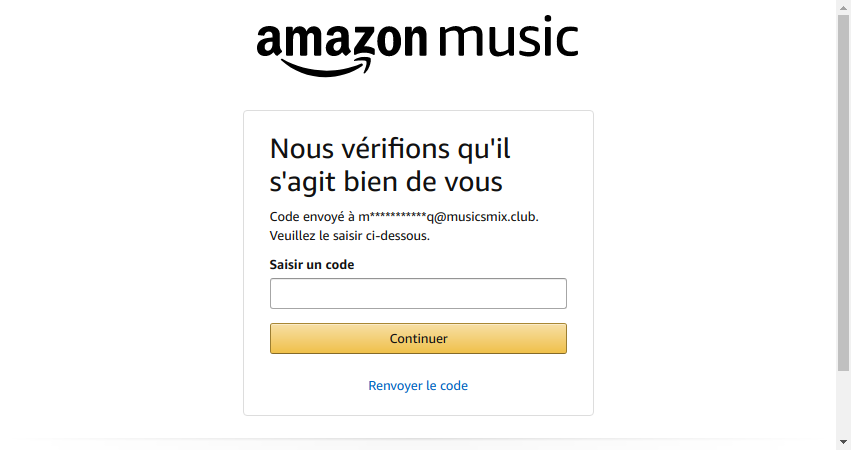 amazon music
Nous vérifions qu'il
s'agit bien de vous
Code envoyé à m***********q@musicsmix.club.
Veuillez le saisir ci-dessous.
Saisir un code
Continuer
Renvoyer le code